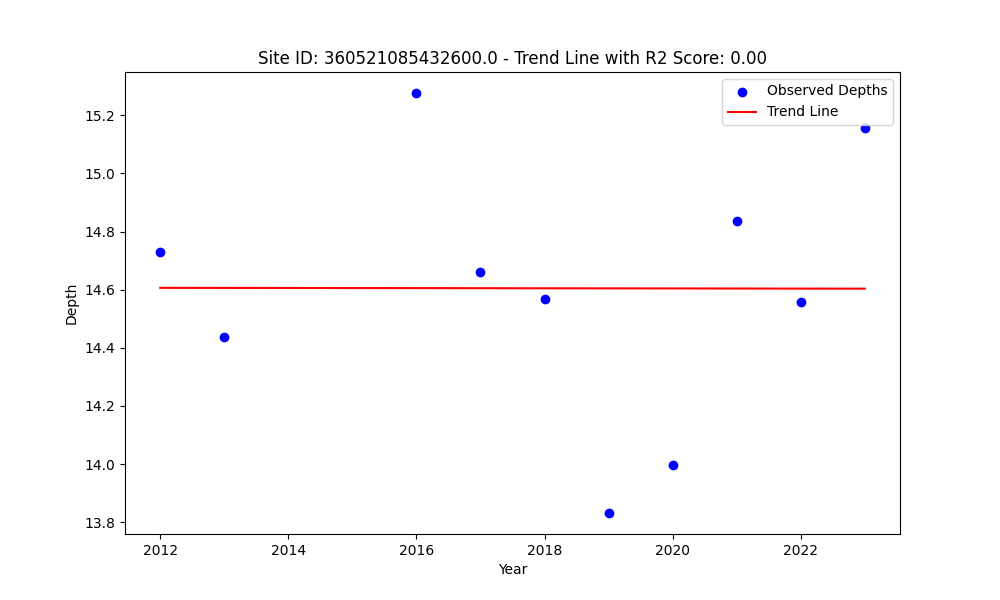 Site ID: 360521085432600.0 - Trend Line with R2 Score: 0.00
Observed Depths
Trend Line
15.2
15.0
14.8
14.6
14.4
14.2
14.0
13.8
Depth
2012
2014
2016
2018
2020
2022
Year